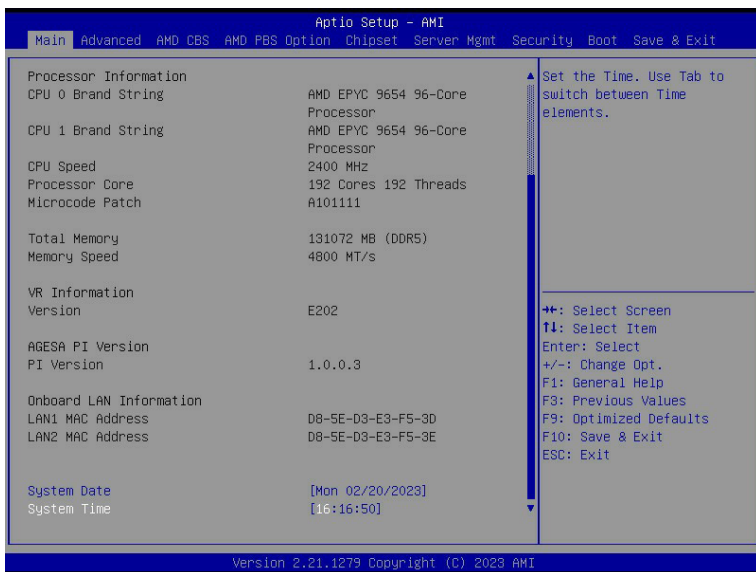 Aptio Setup – AMI
Main Advanced AMD CBS AMD PBS Option Chipset Server Mgmt Security Boot Save & Exit
Processor Information
CPU 0 Brand String AMD EPYC 9654 96-Core
Processor
CPU 1 Brand String AMD EPYC 9654 96-Core
Processor
CPU Speed 2400 MHz
Processor Core 192 Cores 192 Threads
Microcode Patch A101111
Total Memory 131072 MB (DDR5)
Memory Speed 4800 MT/s
VR Information
Version E202
AGESA PI Version
PI Version 1.0.0.3
Onboard LAN Information
LAN1 MAC Address D8-5E-D3-E3-F5-3D
LAN2 MAC Address D8-5E-D3-E3-F5-3E
System Date [Mon 02/20/2023]
System Time [16:16:50]
Set the Time. Use Tab to
switch between Time
elements.
→←: Select Screen
↑↓: Select Item
Enter: Select
+/-: Change Opt.
F1: General Help
F3: Previous Values
F9: Optimized Defaults
F10: Save & Exit
ESC: Exit
Version 2.21.1279 Copyright (C) 2023 AMI